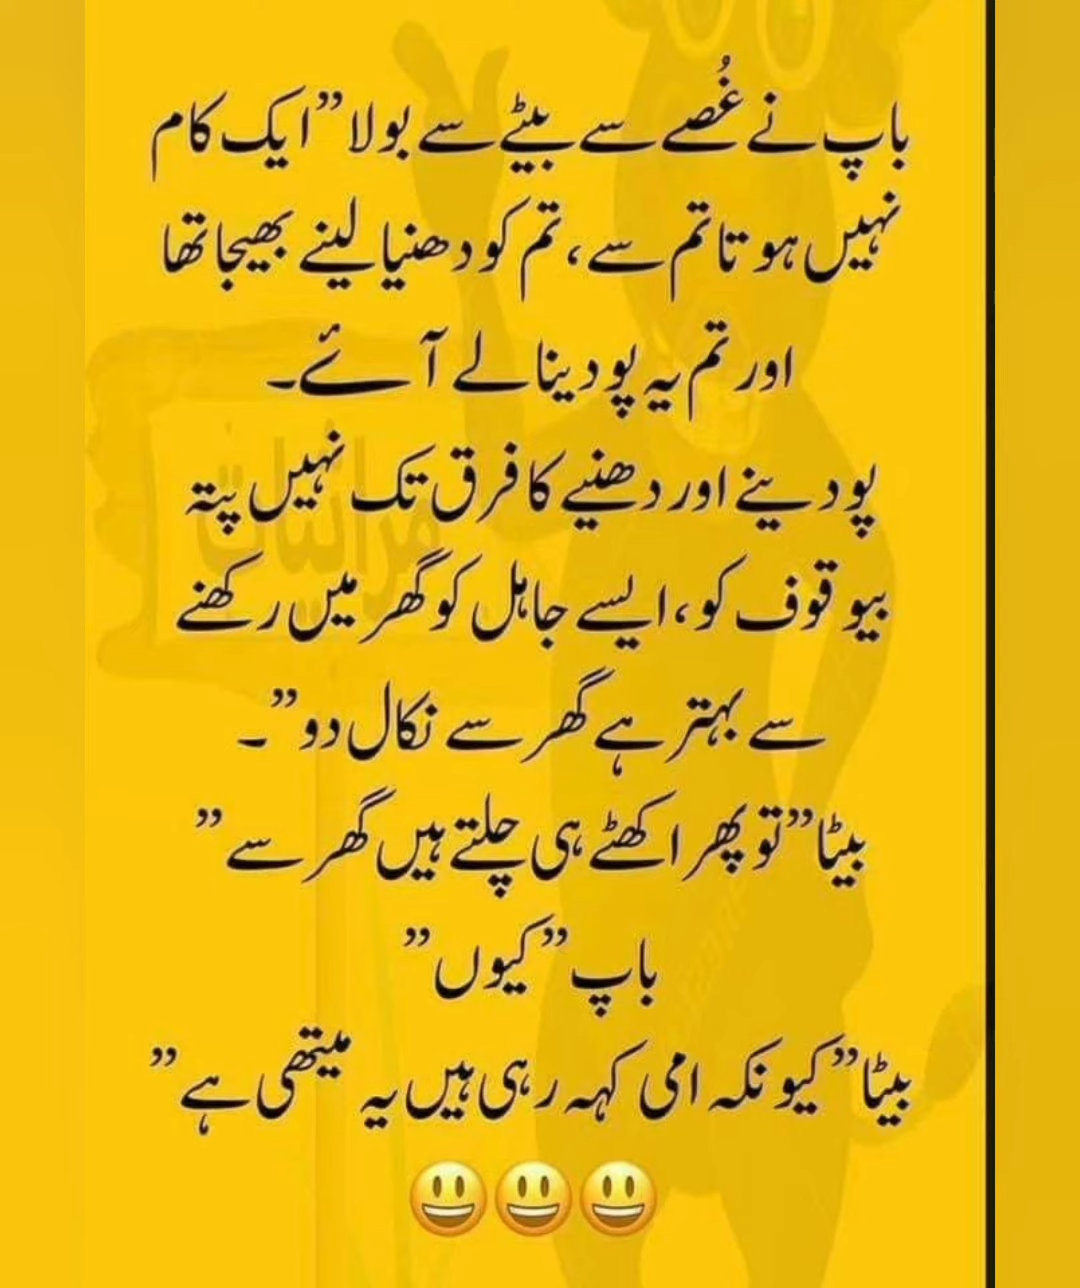 باپ نے غُصے سے بیٹے سے بولا ”ایک کام
نہیں ہوتا تم سے، تم کو دھنیا لینے بھیجا تھا
اور تم یہ پودینا لے آئے۔
پودینے اور دھنیے کا فرق تک نہیں پتہ
بیوقوف کو، ایسے جاہل کو گھر میں رکھنے
سے بہتر ہے گھر سے نکال دو”۔
بیٹا ”تو پھر اکھٹے ہی چلتے ہیں گھر سے”
باپ ”کیوں”
بیٹا ”کیونکہ امی کہہ رہی ہیں یہ میتھی ہے”
😃😃😃
مراثیات